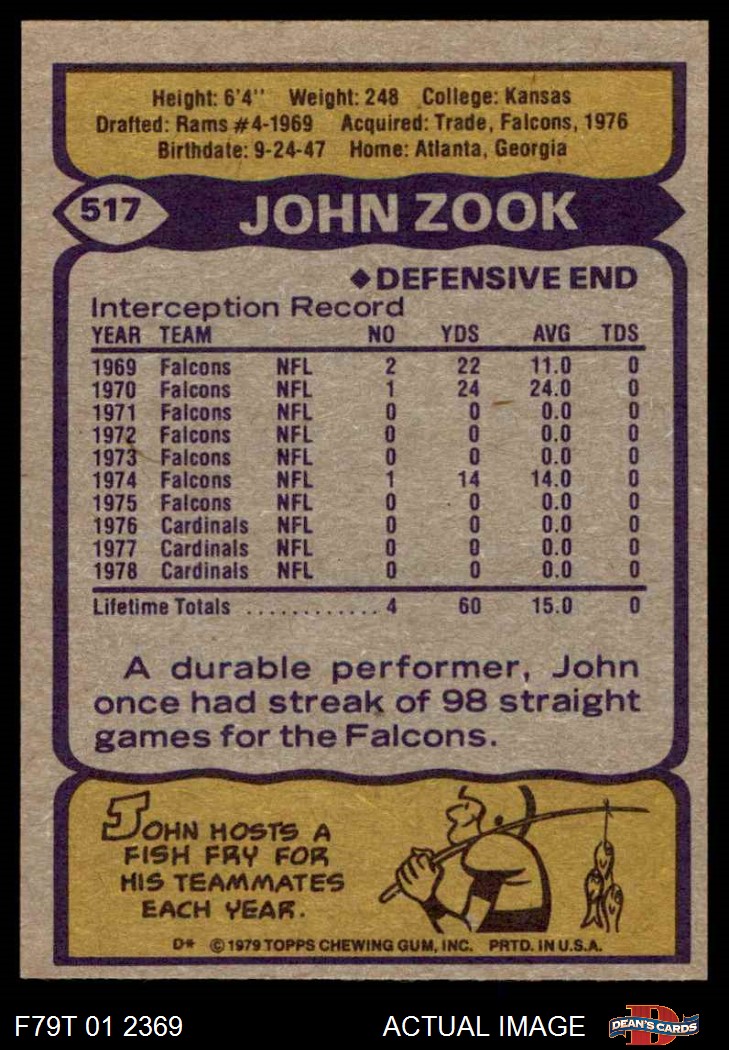 Height: 6'4'' Weight: 248 College: Kansas
Drafted: Rams #4-1969 Acquired: Trade, Falcons, 1976
Birthdate: 9-24-47 Home: Atlanta, Georgia
517 JOHN ZOOK
◆DEFENSIVE END
Interception Record
YEAR TEAM NO YDS AVG TDS
1969 Falcons NFL 2 22 11.0 0
1970 Falcons NFL 1 24 24.0 0
1971 Falcons NFL 0 0 0.0 0
1972 Falcons NFL 0 0 0.0 0
1973 Falcons NFL 0 0 0.0 0
1974 Falcons NFL 1 14 14.0 0
1975 Falcons NFL 0 0 0.0 0
1976 Cardinals NFL 0 0 0.0 0
1977 Cardinals NFL 0 0 0.0 0
1978 Cardinals NFL 0 0 0.0 0
Lifetime Totals ............ 4 60 15.0 0
A durable performer, John
once had streak of 98 straight
games for the Falcons.
JOHN HOSTS A
FISH FRY FOR
HIS TEAMMATES
EACH YEAR.
D* © 1979 TOPPS CHEWING GUM, INC. PRTD. IN U.S.A.
F79T 01 2369 ACTUAL IMAGE D DEAN'S CARDS